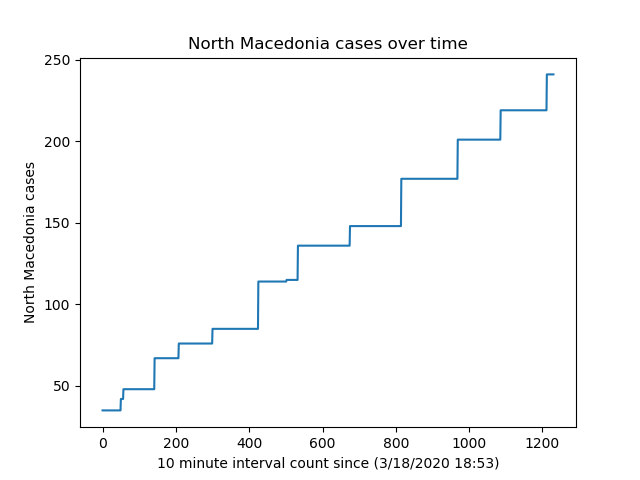 North Macedonia cases over time
North Macedonia cases
250
200
150
100
50
0 200 400 600 800 1000 1200
10 minute interval count since (3/18/2020 18:53)